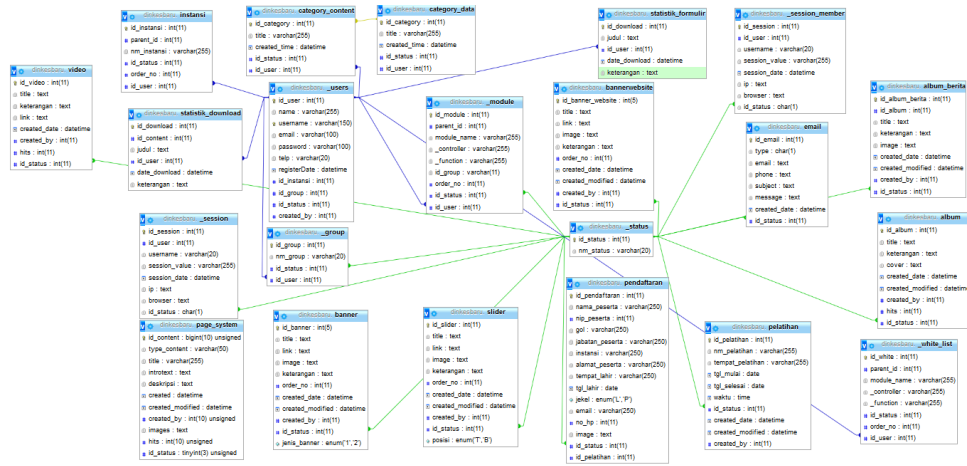 dinkesbaru instansi
id_instansi : int(11)
parent_id : int(11)
nm_instansi : varchar(255)
id_status : int(11)
order_no : int(11)
id_user : int(11)
dinkesbaru category_content
id_category : int(11)
title : varchar(255)
created_time : datetime
id_status : int(11)
id_user : int(11)
dinkesbaru category_data
id_category : int(11)
title : varchar(255)
created_time : datetime
id_status : int(11)
id_user : int(11)
dinkesbaru statistik_formulir
id_download : int(11)
judul : text
id_user : int(11)
date_download : datetime
keterangan : text
dinkesbaru _session_member
id_session : int(11)
id_user : int(11)
username : varchar(20)
session_value : varchar(255)
session_date : datetime
ip : text
browser : text
id_status : char(1)
dinkesbaru video
id_video : int(11)
title : text
keterangan : text
link : text
created_date : datetime
created_by : int(11)
hits : int(11)
id_status : int(11)
dinkesbaru statistik_download
id_download : int(11)
id_content : int(11)
judul : text
id_user : int(11)
date_download : datetime
keterangan : text
dinkesbaru _users
id_user : int(11)
name : varchar(255)
username : varchar(150)
email : varchar(100)
password : varchar(100)
telp : varchar(20)
registerDate : datetime
id_instansi : int(11)
id_group : int(11)
id_status : int(11)
created_by : int(11)
dinkesbaru _module
id_module : int(11)
parent_id : int(11)
module_name : varchar(255)
_controller : varchar(255)
_function : varchar(255)
id_group : varchar(11)
order_no : int(11)
id_status : int(11)
id_user : int(11)
dinkesbaru bannerwebsite
id_banner_website : int(5)
title : text
link : text
image : text
keterangan : text
order_no : int(11)
created_date : datetime
created_modified : datetime
created_by : int(11)
id_status : int(11)
dinkesbaru email
id_email : int(11)
type : char(1)
email : text
phone : text
subject : text
message : text
created_date : datetime
id_status : int(11)
dinkesbaru album_berita
id_album_berita : int(11)
id_album : int(11)
title : text
keterangan : text
image : text
created_date : datetime
created_modified : datetime
created_by : int(11)
id_status : int(11)
dinkesbaru _session
id_session : int(11)
id_user : int(11)
username : varchar(20)
session_value : varchar(255)
session_date : datetime
ip : text
browser : text
id_status : char(1)
dinkesbaru _group
id_group : int(11)
nm_group : varchar(20)
id_status : int(11)
id_user : int(11)
dinkesbaru _status
id_status : int(11)
nm_status : varchar(20)
dinkesbaru album
id_album : int(11)
title : text
keterangan : text
cover : text
created_date : datetime
created_modified : datetime
created_by : int(11)
hits : int(11)
id_status : int(11)
dinkesbaru page_system
id_content : bigint(10) unsigned
type_content : varchar(50)
title : varchar(255)
introtext : text
deskripsi : text
created : datetime
created_modified : datetime
created_by : int(10) unsigned
images : text
hits : int(10) unsigned
id_status : tinyint(3) unsigned
dinkesbaru banner
id_banner : int(5)
title : text
link : text
image : text
keterangan : text
order_no : int(11)
created_date : datetime
created_modified : datetime
created_by : int(11)
id_status : int(11)
jenis_banner : enum('1','2')
dinkesbaru slider
id_slider : int(11)
title : text
link : text
image : text
keterangan : text
order_no : int(11)
created_date : datetime
created_modified : datetime
created_by : int(11)
id_status : int(11)
posisi : enum('T','B')
dinkesbaru pendaftaran
id_pendaftaran : int(11)
nama_peserta : varchar(250)
nip_peserta : int(11)
gol : varchar(250)
jabatan_peserta : varchar(250)
instansi : varchar(250)
alamat_peserta : varchar(250)
tempat_lahir : varchar(250)
tgl_lahir : date
jekel : enum('L','P')
email : varchar(250)
no_hp : int(11)
image : text
id_status : int(11)
id_pelatihan : int(11)
dinkesbaru pelatihan
id_pelatihan : int(11)
nm_pelatihan : varchar(255)
tempat_pelatihan : varchar(255)
tgl_mulai : date
tgl_selesai : date
waktu : time
id_status : int(11)
created_date : datetime
created_modified : datetime
created_by : int(11)
dinkesbaru _white_list
id_white : int(11)
parent_id : int(11)
module_name : varchar(255)
_controller : varchar(255)
_function : varchar(255)
id_status : int(11)
order_no : int(11)
id_user : int(11)